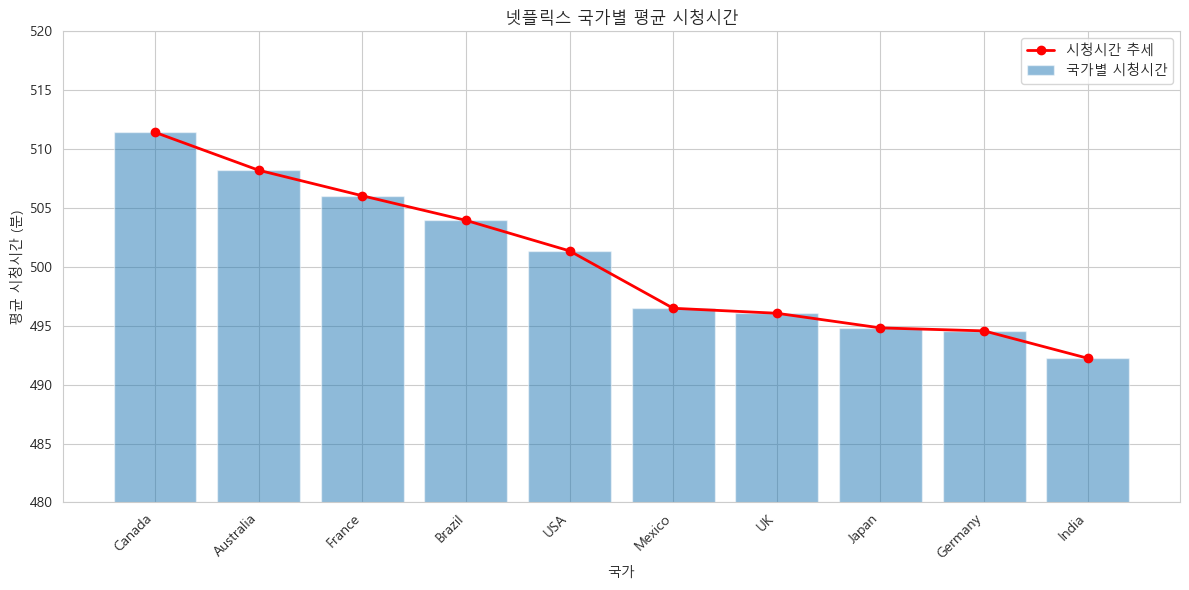 넷플릭스 국가별 평균 시청시간
시청시간 추세
국가별 시청시간
평균 시청시간 (분)
520
515
510
505
500
495
490
485
480
Canada
Australia
France
Brazil
USA
Mexico
UK
Japan
Germany
India
국가